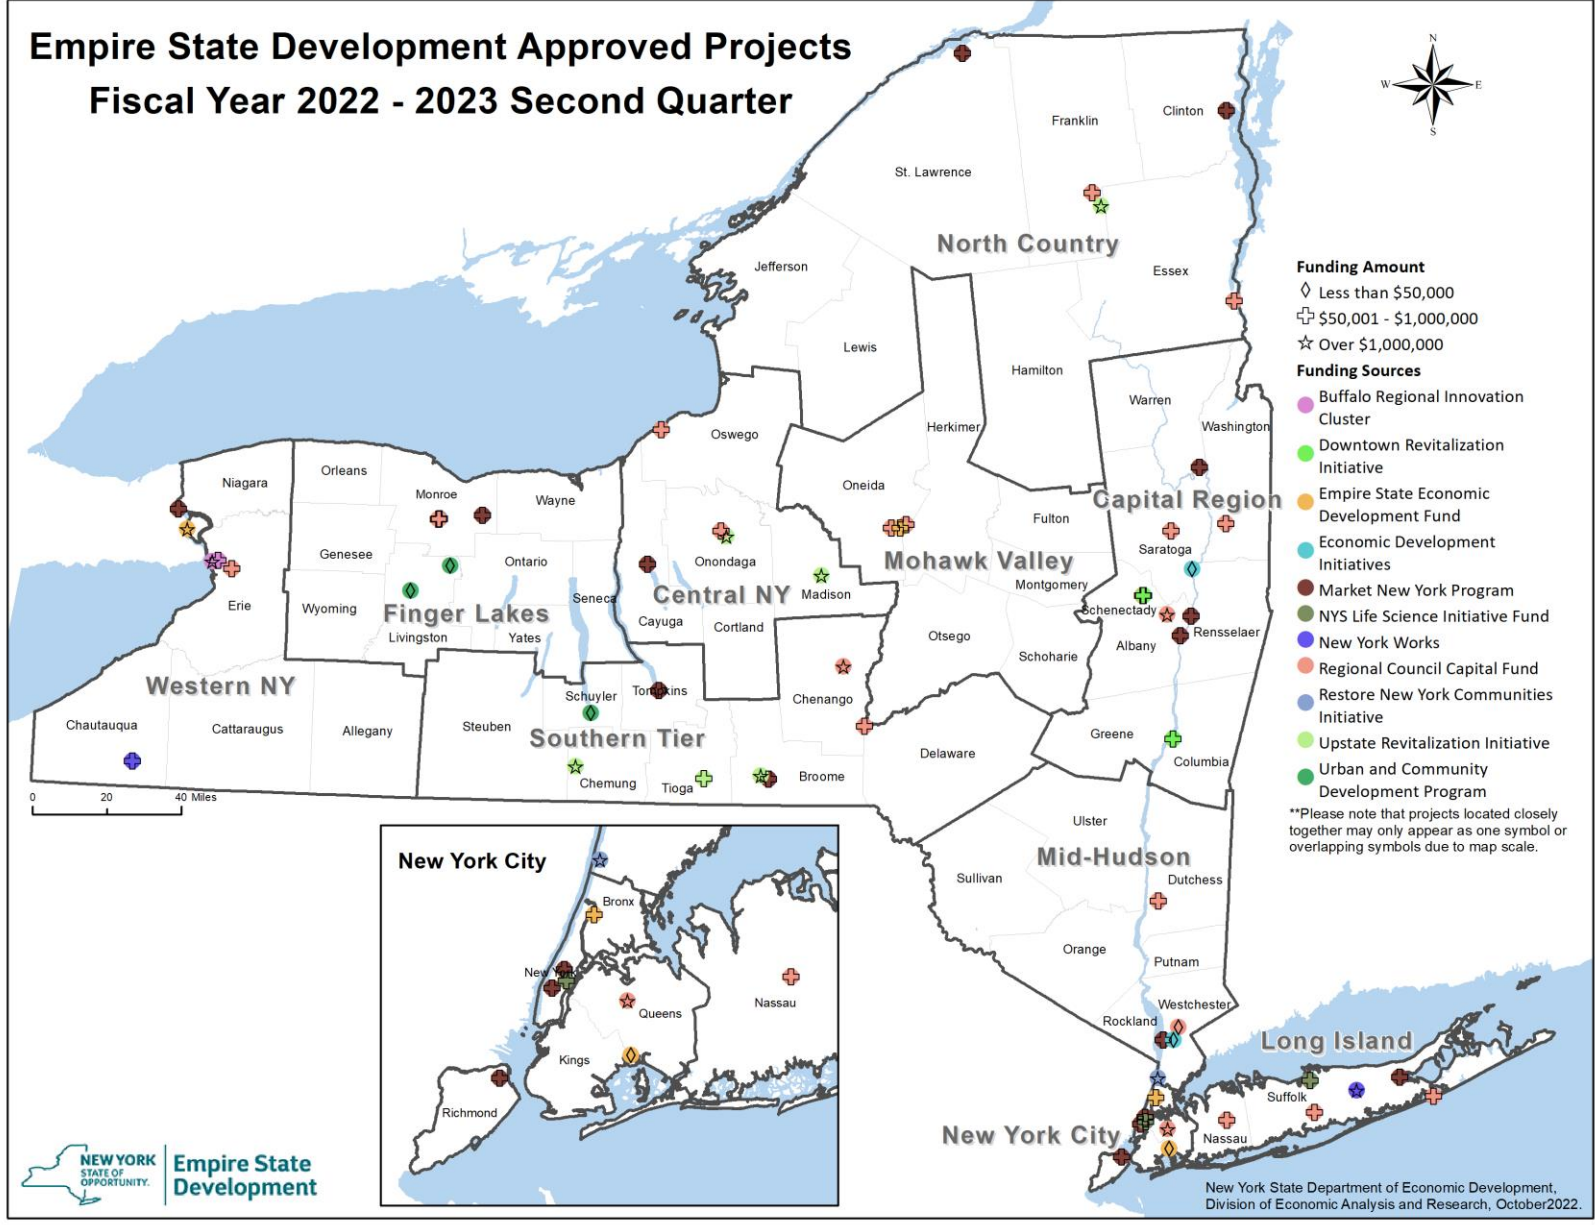 Empire State Development Approved Projects
Fiscal Year 2022 - 2023 Second Quarter
N
W
E
S
Franklin
Clinton
St. Lawrence
North Country
Jefferson
Essex
Lewis
Hamilton
Warren
Herkimer
Washington
Oswego
Niagara
Orleans
Monroe
Wayne
Oneida
Capital Region
Fulton
Genesee
Ontario
Onondaga
Mohawk Valley
Saratoga
Montgomery
Erie
Wyoming
Finger Lakes
Seneca
Central NY
Madison
Schenectady
Livingston
Yates
Cayuga
Cortland
Otsego
Albany
Rensselaer
Schoharie
Western NY
Schuyler
Tompkins
Chenango
Chautauqua
Cattaraugus
Allegany
Steuben
Southern Tier
Greene
Delaware
Columbia
Chemung
Tioga
Broome
0
20
40 Miles
Ulster
Mid-Hudson
Sullivan
Dutchess
Orange
Putnam
Westchester
Rockland
Long Island
Suffolk
New York City
Nassau
Funding Amount
Less than $50,000
$50,001 - $1,000,000
Over $1,000,000
Funding Sources
Buffalo Regional Innovation
Cluster
Downtown Revitalization
Initiative
Empire State Economic
Development Fund
Economic Development
Initiatives
Market New York Program
NYS Life Science Initiative Fund
New York Works
Regional Council Capital Fund
Restore New York Communities
Initiative
Upstate Revitalization Initiative
Urban and Community
Development Program
**Please note that projects located closely
together may only appear as one symbol or
overlapping symbols due to map scale.
New York City
Bronx
New York
Queens
Nassau
Kings
Richmond
NEW YORK
STATE OF
OPPORTUNITY.
Empire State
Development
New York State Department of Economic Development,
Division of Economic Analysis and Research, October2022.